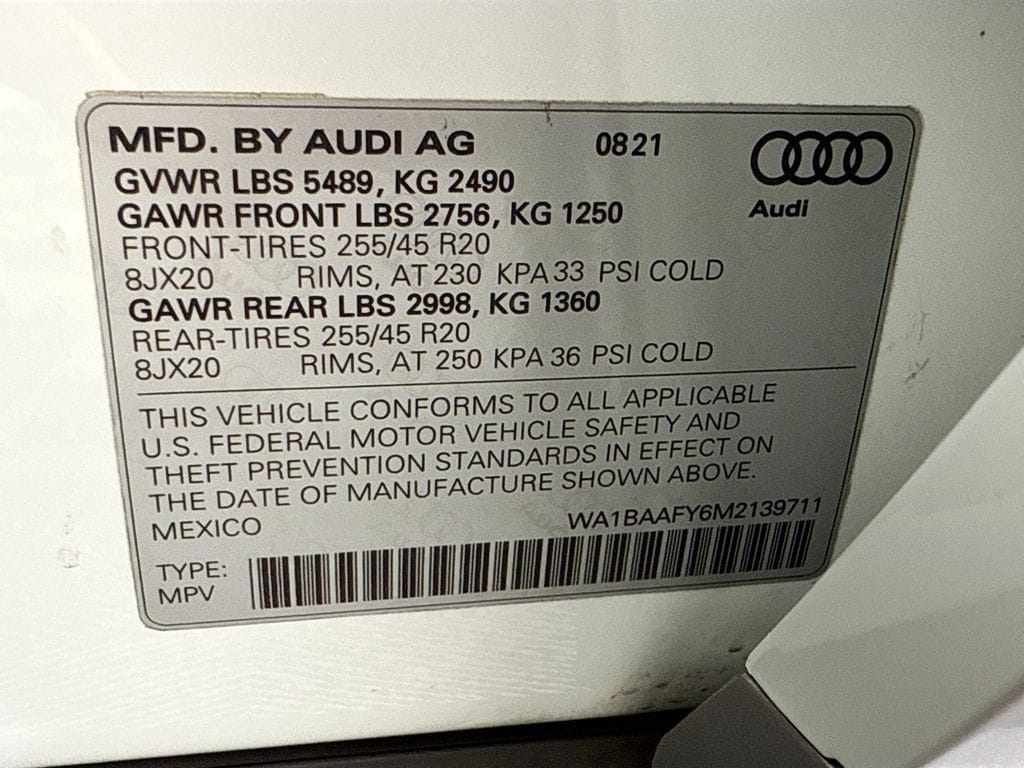 MFD. BY AUDI AG 0821
Audi
GVWR LBS 5489, KG 2490
GAWR FRONT LBS 2756, KG 1250
FRONT-TIRES 255/45 R20
8JX20 RIMS, AT 230 KPA 33 PSI COLD
GAWR REAR LBS 2998, KG 1360
REAR-TIRES 255/45 R20
8JX20 RIMS, AT 250 KPA 36 PSI COLD
THIS VEHICLE CONFORMS TO ALL APPLICABLE
U.S. FEDERAL MOTOR VEHICLE SAFETY AND
THEFT PREVENTION STANDARDS IN EFFECT ON
THE DATE OF MANUFACTURE SHOWN ABOVE.
MEXICO WA1BAAFY6M2139711
TYPE:
MPV